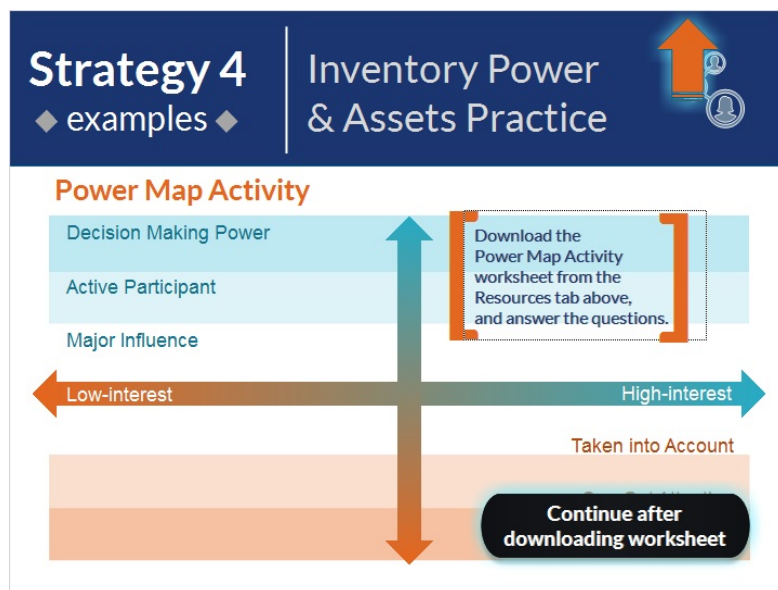 Strategy 4
examples
Inventory Power
& Assets Practice
Power Map Activity
Decision Making Power
Active Participant
Major Influence
Download the
Power Map Activity
worksheet from the
Resources tab above,
and answer the questions.
Low-interest
High-interest
Taken into Account
Continue after
downloading worksheet